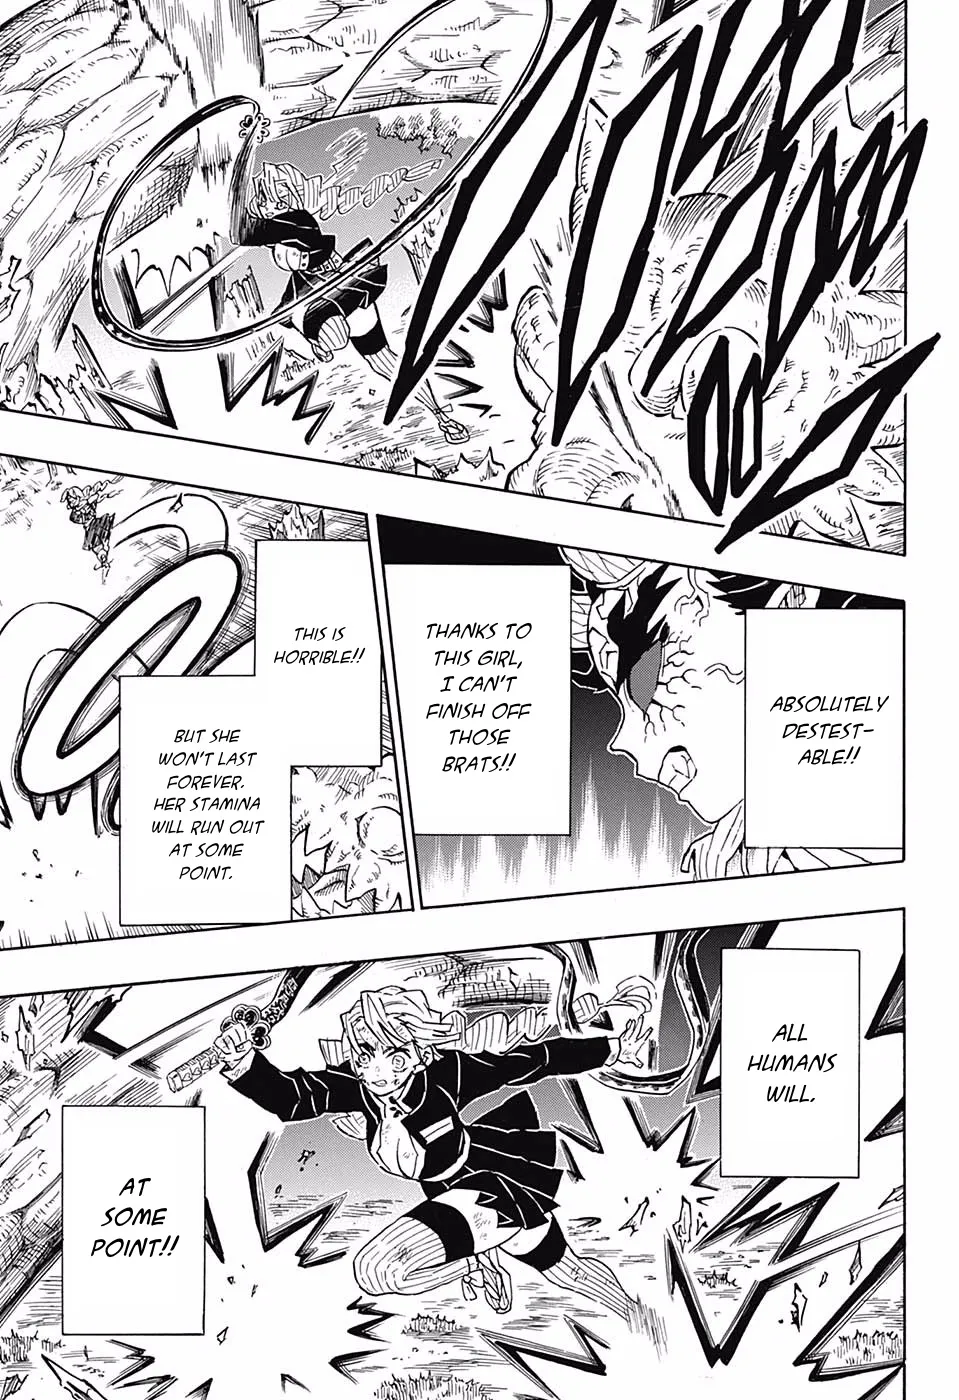 ABSOLUTELY
DESTEST-
ABLE!!
THANKS TO
THIS GIRL,
I CAN'T
FINISH OFF
THOSE
BRATS!!
THIS IS
HORRIBLE!!
BUT SHE
WON'T LAST
FOREVER.
HER STAMINA
WILL RUN OUT
AT SOME
POINT.
ALL
HUMANS
WILL.
AT
SOME
POINT!!